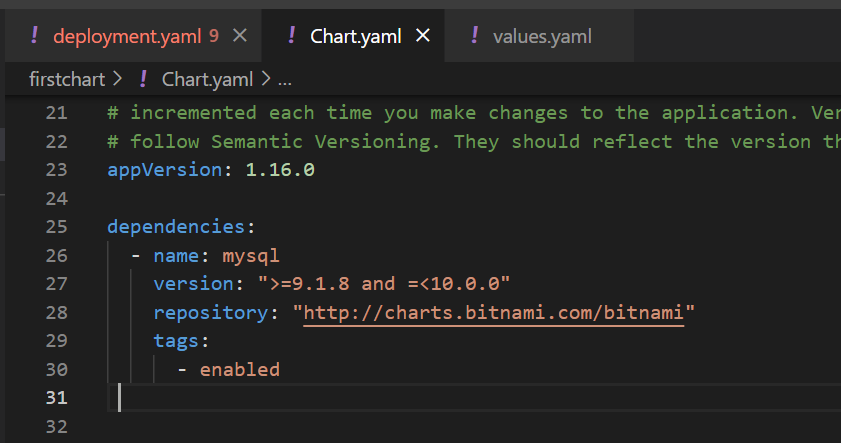 ! deployment.yaml 9 × ! Chart.yaml × ! values.yaml
firstchart > ! Chart.yaml > ...
21 # incremented each time you make changes to the application. Ver
22 # follow Semantic Versioning. They should reflect the version th
23 appVersion: 1.16.0
24
25 dependencies:
26 - name: mysql
27 version: ">=9.1.8 and =<10.0.0"
28 repository: "http://charts.bitnami.com/bitnami"
29 tags:
30 - enabled
31
32